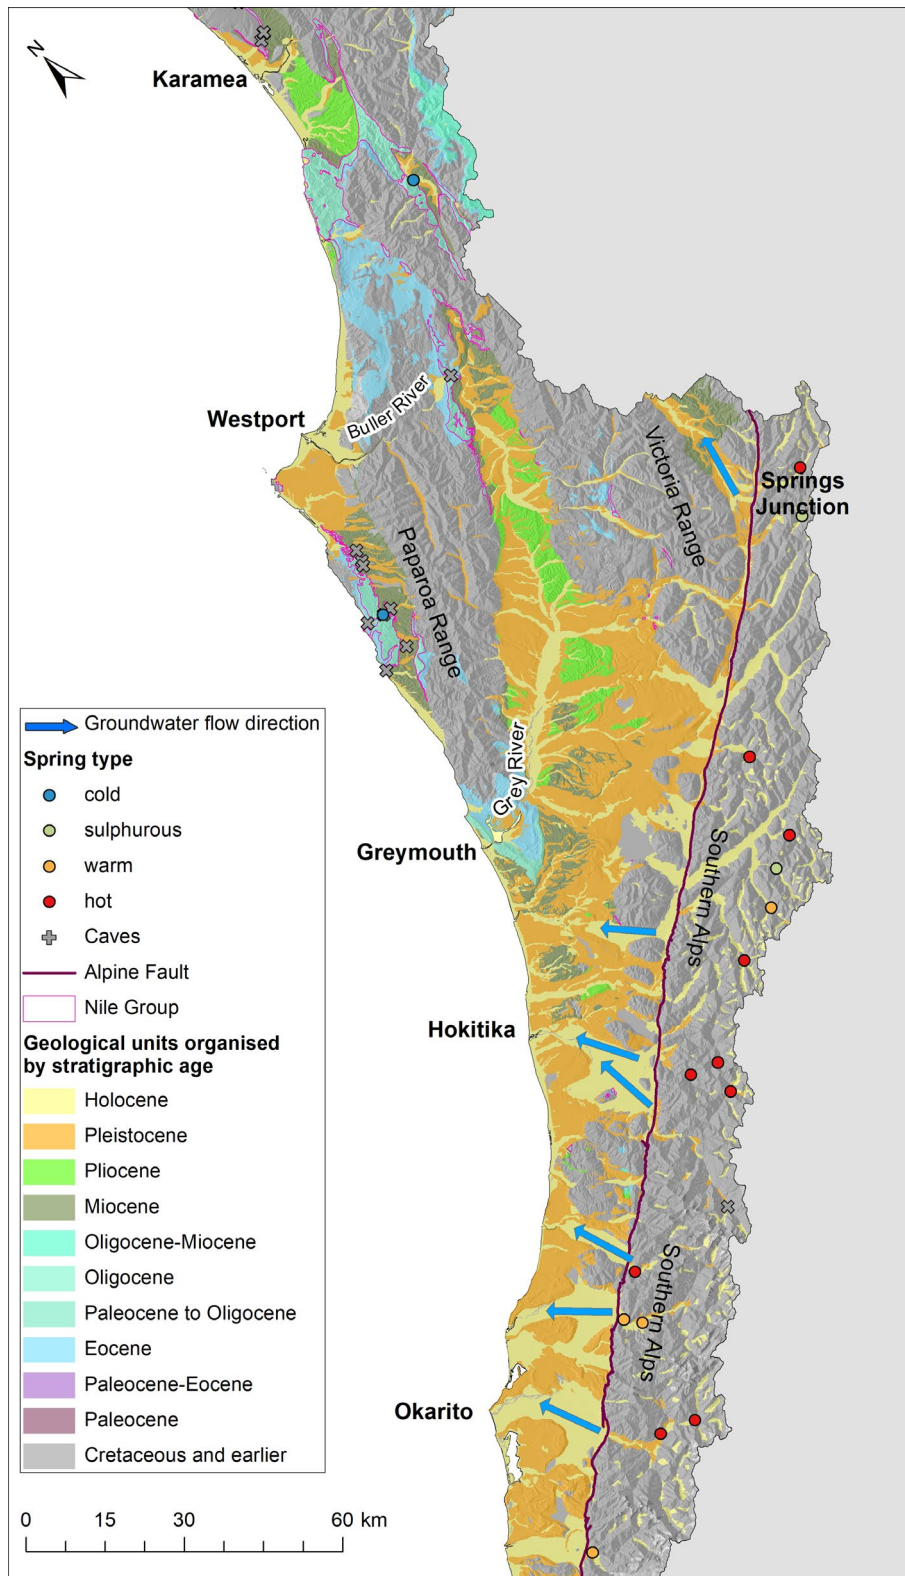 N
Karamea
Westport
Buller River
Victoria Range
Springs
Junction
Paparoa Range
Grey River
Greymouth
Southern Alps
Hokitika
Southern Alps
Okarito
Groundwater flow direction
Spring type
cold
sulphurous
warm
hot
Caves
Alpine Fault
Nile Group
Geological units organised
by stratigraphic age
Holocene
Pleistocene
Pliocene
Miocene
Oligocene-Miocene
Oligocene
Paleocene to Oligocene
Eocene
Paleocene-Eocene
Paleocene
Cretaceous and earlier
0 15 30 60 km